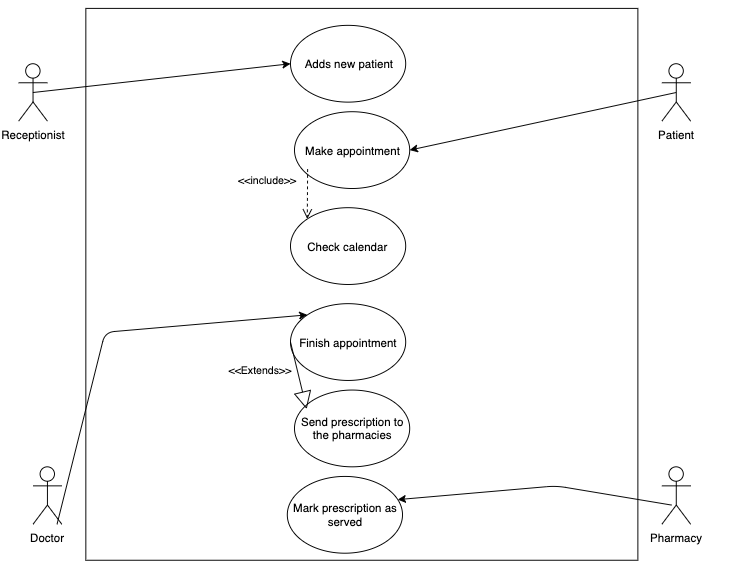 Adds new patient
Receptionist
Patient
Make appointment
<<include>>
Check calendar
Finish appointment
<<Extends>>
Send prescription to
the pharmacies
Mark prescription as
served
Doctor
Pharmacy